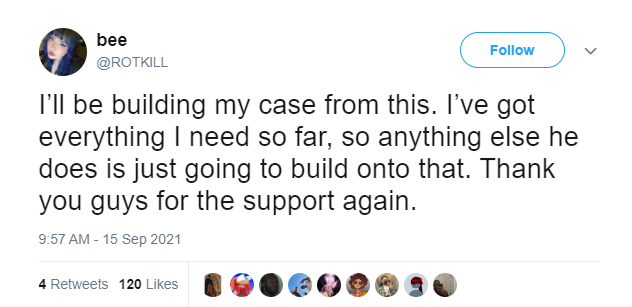 bee
@ROTKILL
Follow
I’ll be building my case from this. I’ve got
everything I need so far, so anything else he
does is just going to build onto that. Thank
you guys for the support again.
9:57 AM - 15 Sep 2021
4 Retweets 120 Likes